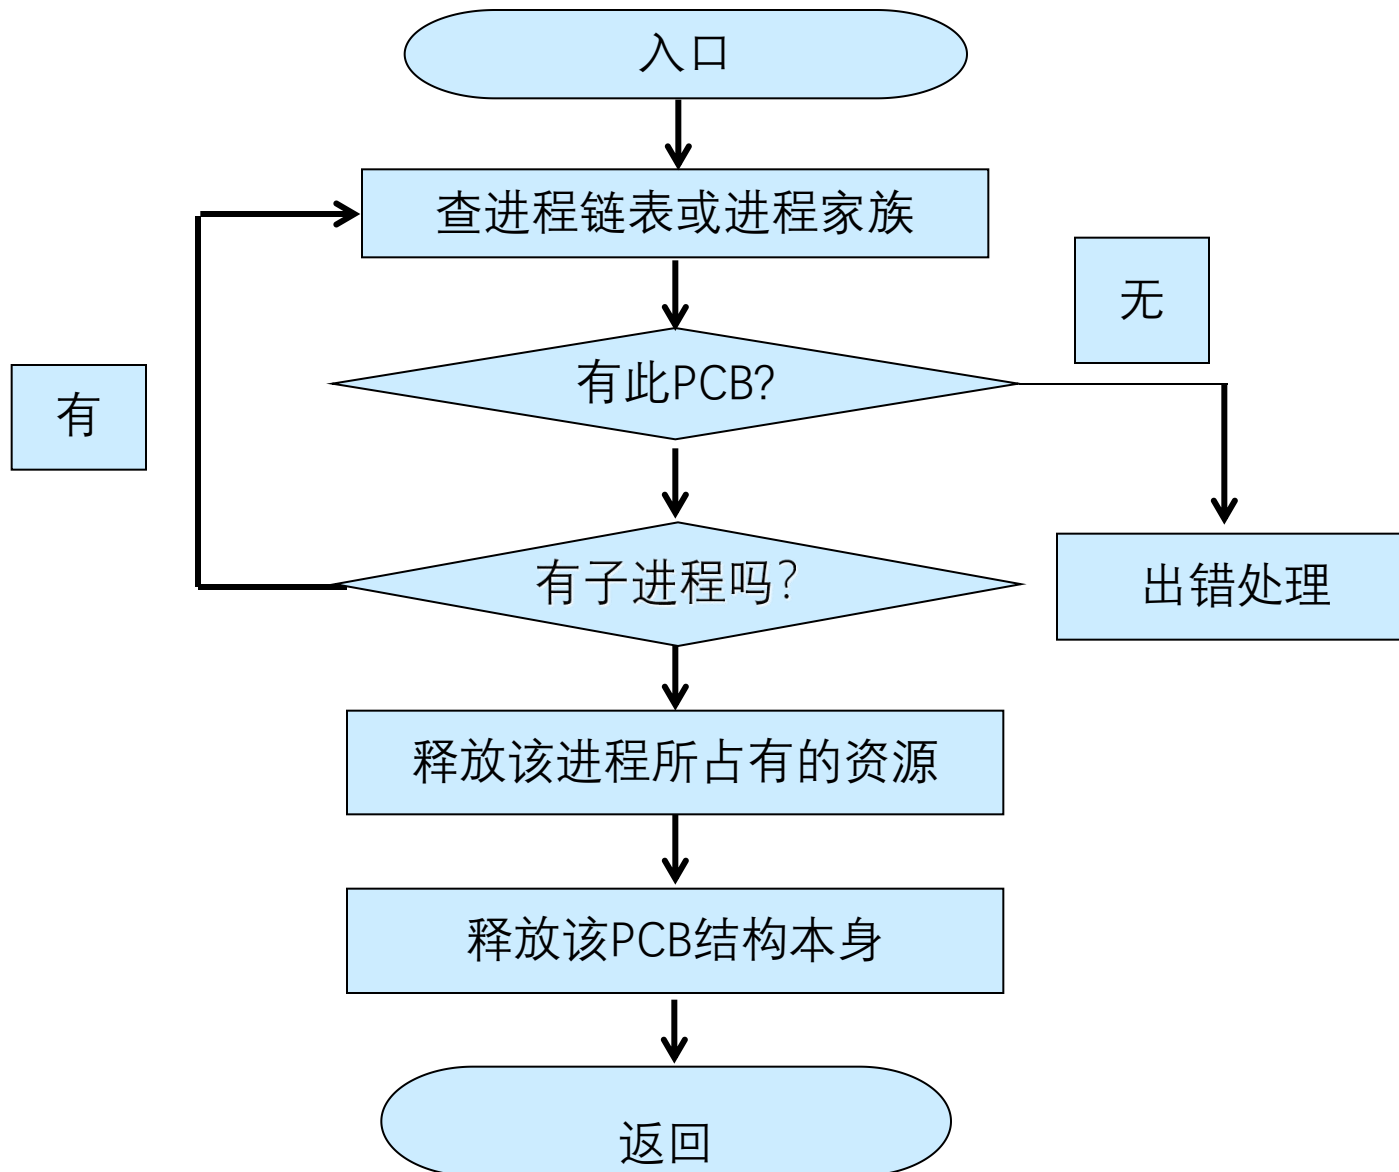 入口
查进程链表或进程家族
无
有此PCB?
有
有子进程吗?
出错处理
释放该进程所占有的资源
释放该PCB结构本身
返回